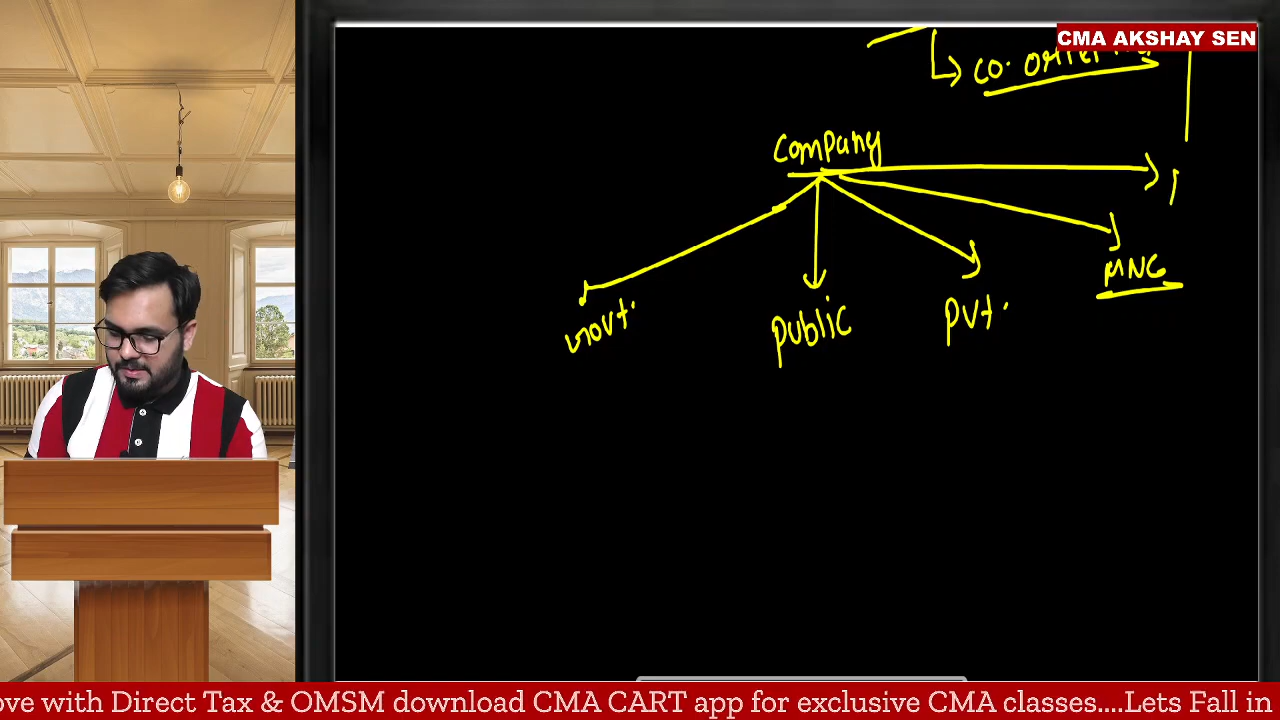 CMA AKSHAY SEN
co.
Company
MNC
Govt.
Public
Pvt.
ove with Direct Tax & OMSM download CMA CART app for exclusive CMA classes....Lets Fall in